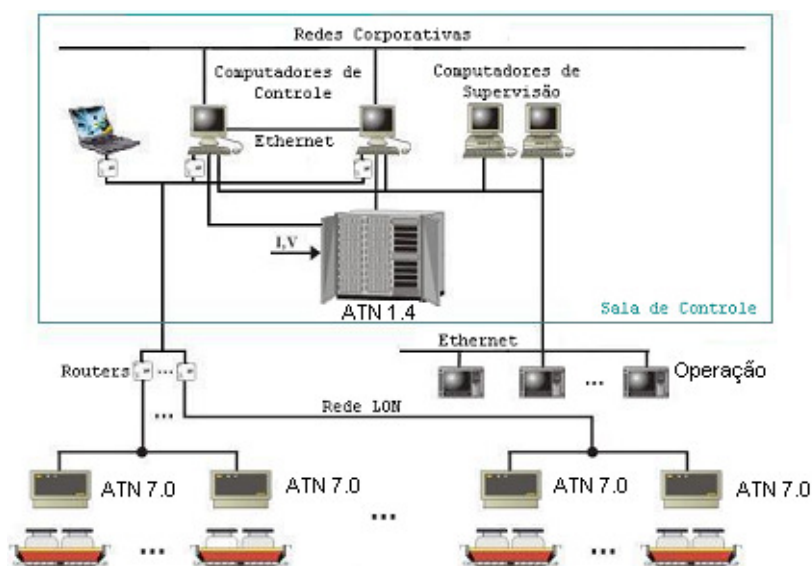 Redes Corporativas
Computadores de
Controle
Computadores de
Supervisão
Ethernet
I,V
ATN 1.4
Sala de Controle
Ethernet
Routers
...
Operação
...
...
Rede LON
ATN 7.0
ATN 7.0
ATN 7.0
ATN 7.0
...
...
...